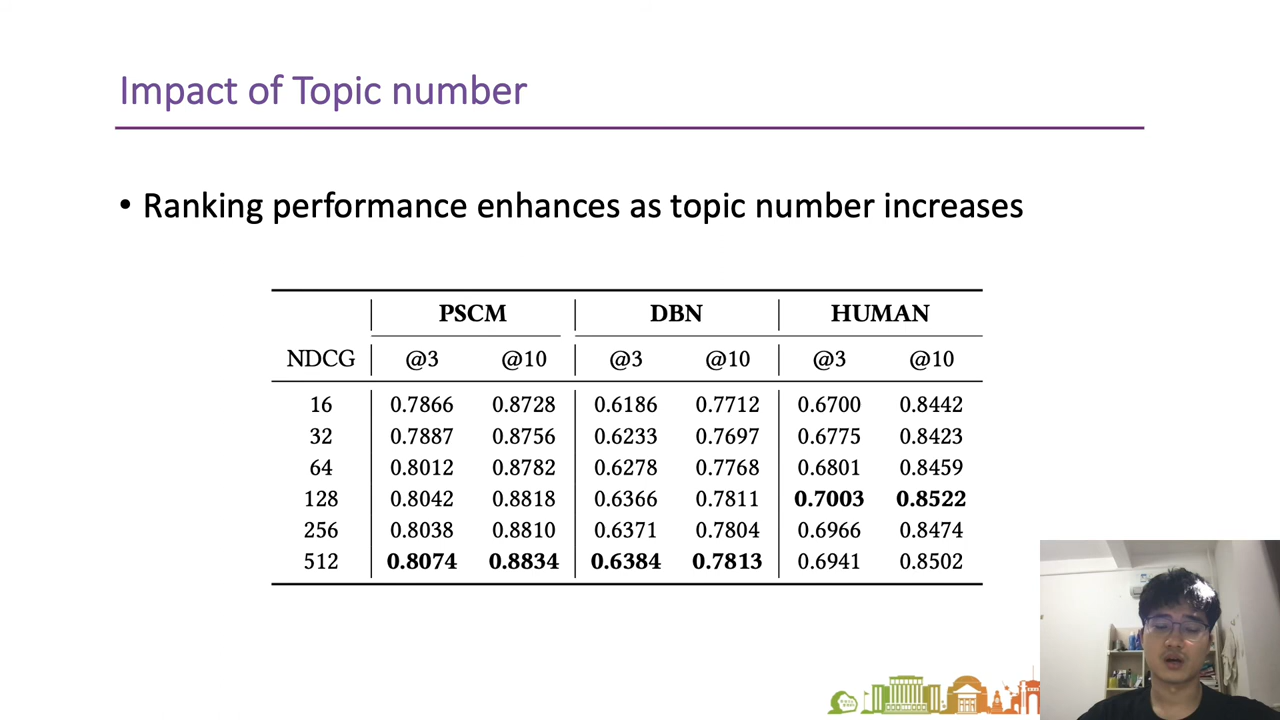 Impact of Topic number
• Ranking performance enhances as topic number increases
PSCM DBN HUMAN
NDCG @3 @10 @3 @10 @3 @10
16 0.7866 0.8728 0.6186 0.7712 0.6700 0.8442
32 0.7887 0.8756 0.6233 0.7697 0.6775 0.8423
64 0.8012 0.8782 0.6278 0.7768 0.6801 0.8459
128 0.8042 0.8818 0.6366 0.7811 0.7003 0.8522
256 0.8038 0.8810 0.6371 0.7804 0.6966 0.8474
512 0.8074 0.8834 0.6384 0.7813 0.6941 0.8502